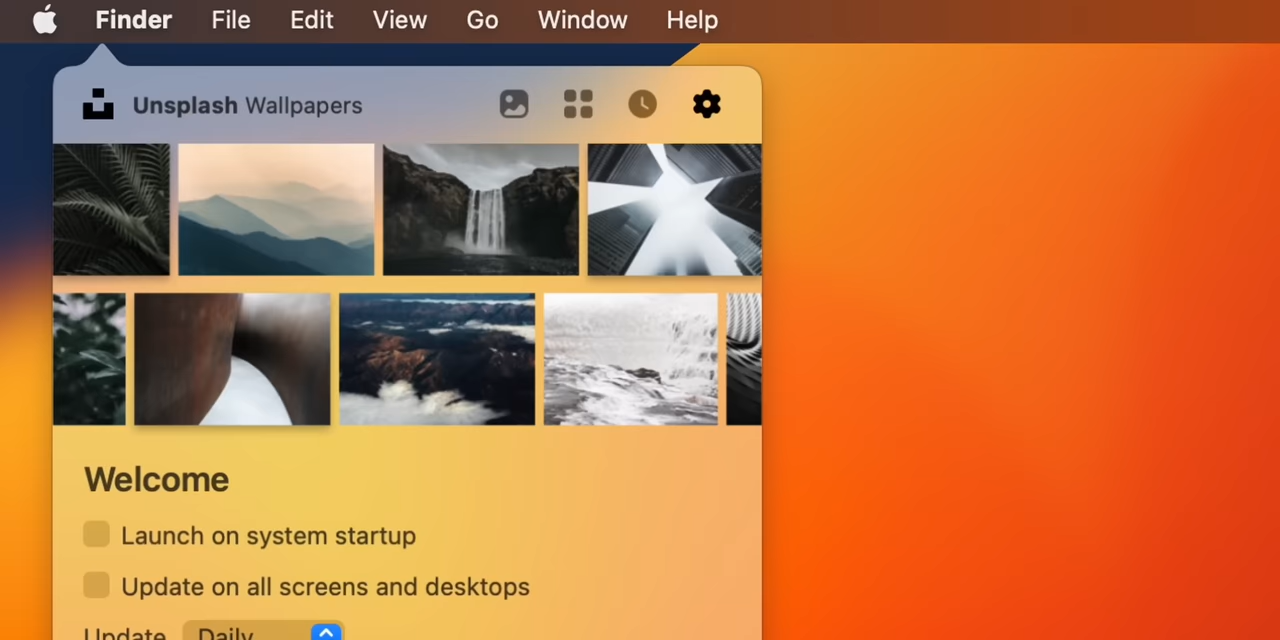 Finder File Edit View Go Window Help
Unsplash Wallpapers
Welcome
Launch on system startup
Update on all screens and desktops
Update Daily